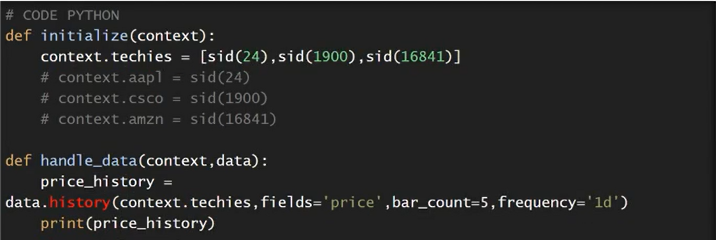 # CODE PYTHON
def initialize(context):
    context.techies = [sid(24),sid(1900),sid(16841)]
    # context.aapl = sid(24)
    # context.csco = sid(1900)
    # context.amzn = sid(16841)

def handle_data(context,data):
    price_history =
data.history(context.techies,fields='price',bar_count=5,frequency='1d')
    print(price_history)